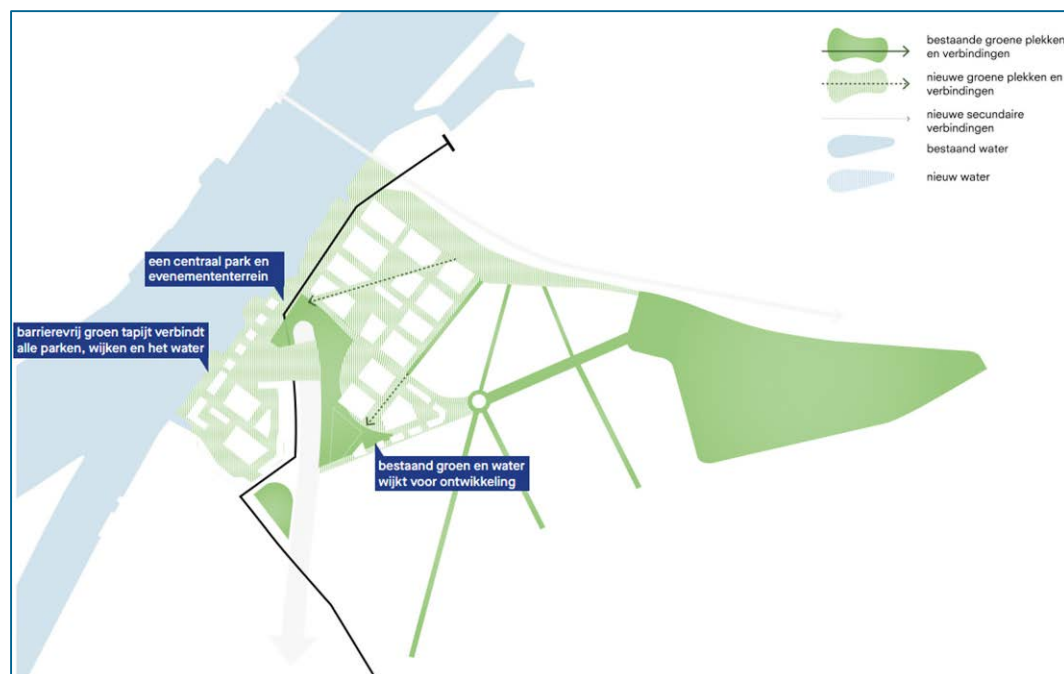 bestaande groene plekken
en verbindingen
nieuwe groene plekken en
verbindingen
nieuwe secundaire
verbindingen
bestaand water
nieuw water
een centraal park en
evenemententerrein
barrierevrij groen tapijt verbindt
alle parken, wijken en het water
bestaand groen en water
wijkt voor ontwikkeling